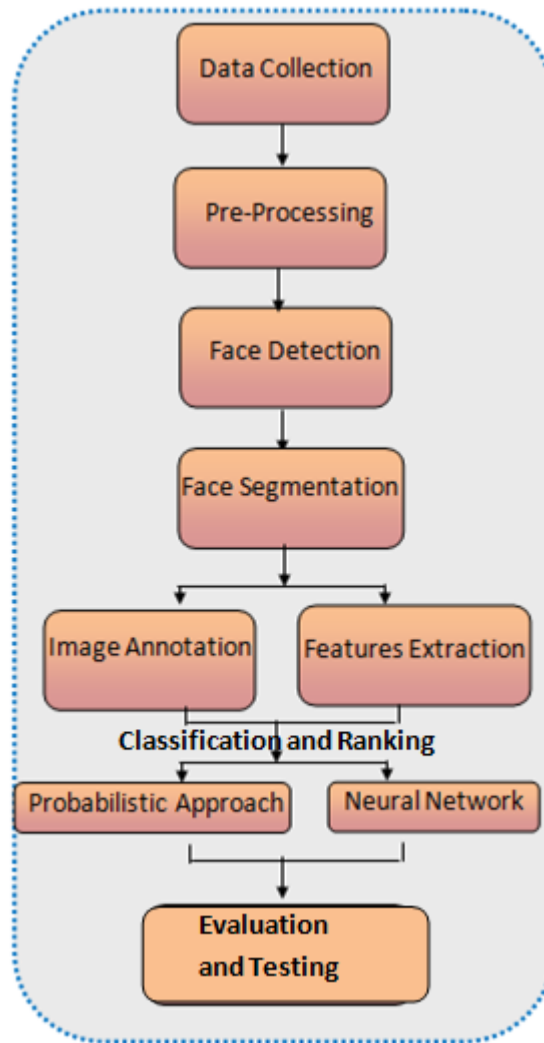 Data Collection
Pre-Processing
Face Detection
Face Segmentation
Image Annotation
Features Extraction
Classification and Ranking
Probabilistic Approach
Neural Network
Evaluation
and Testing